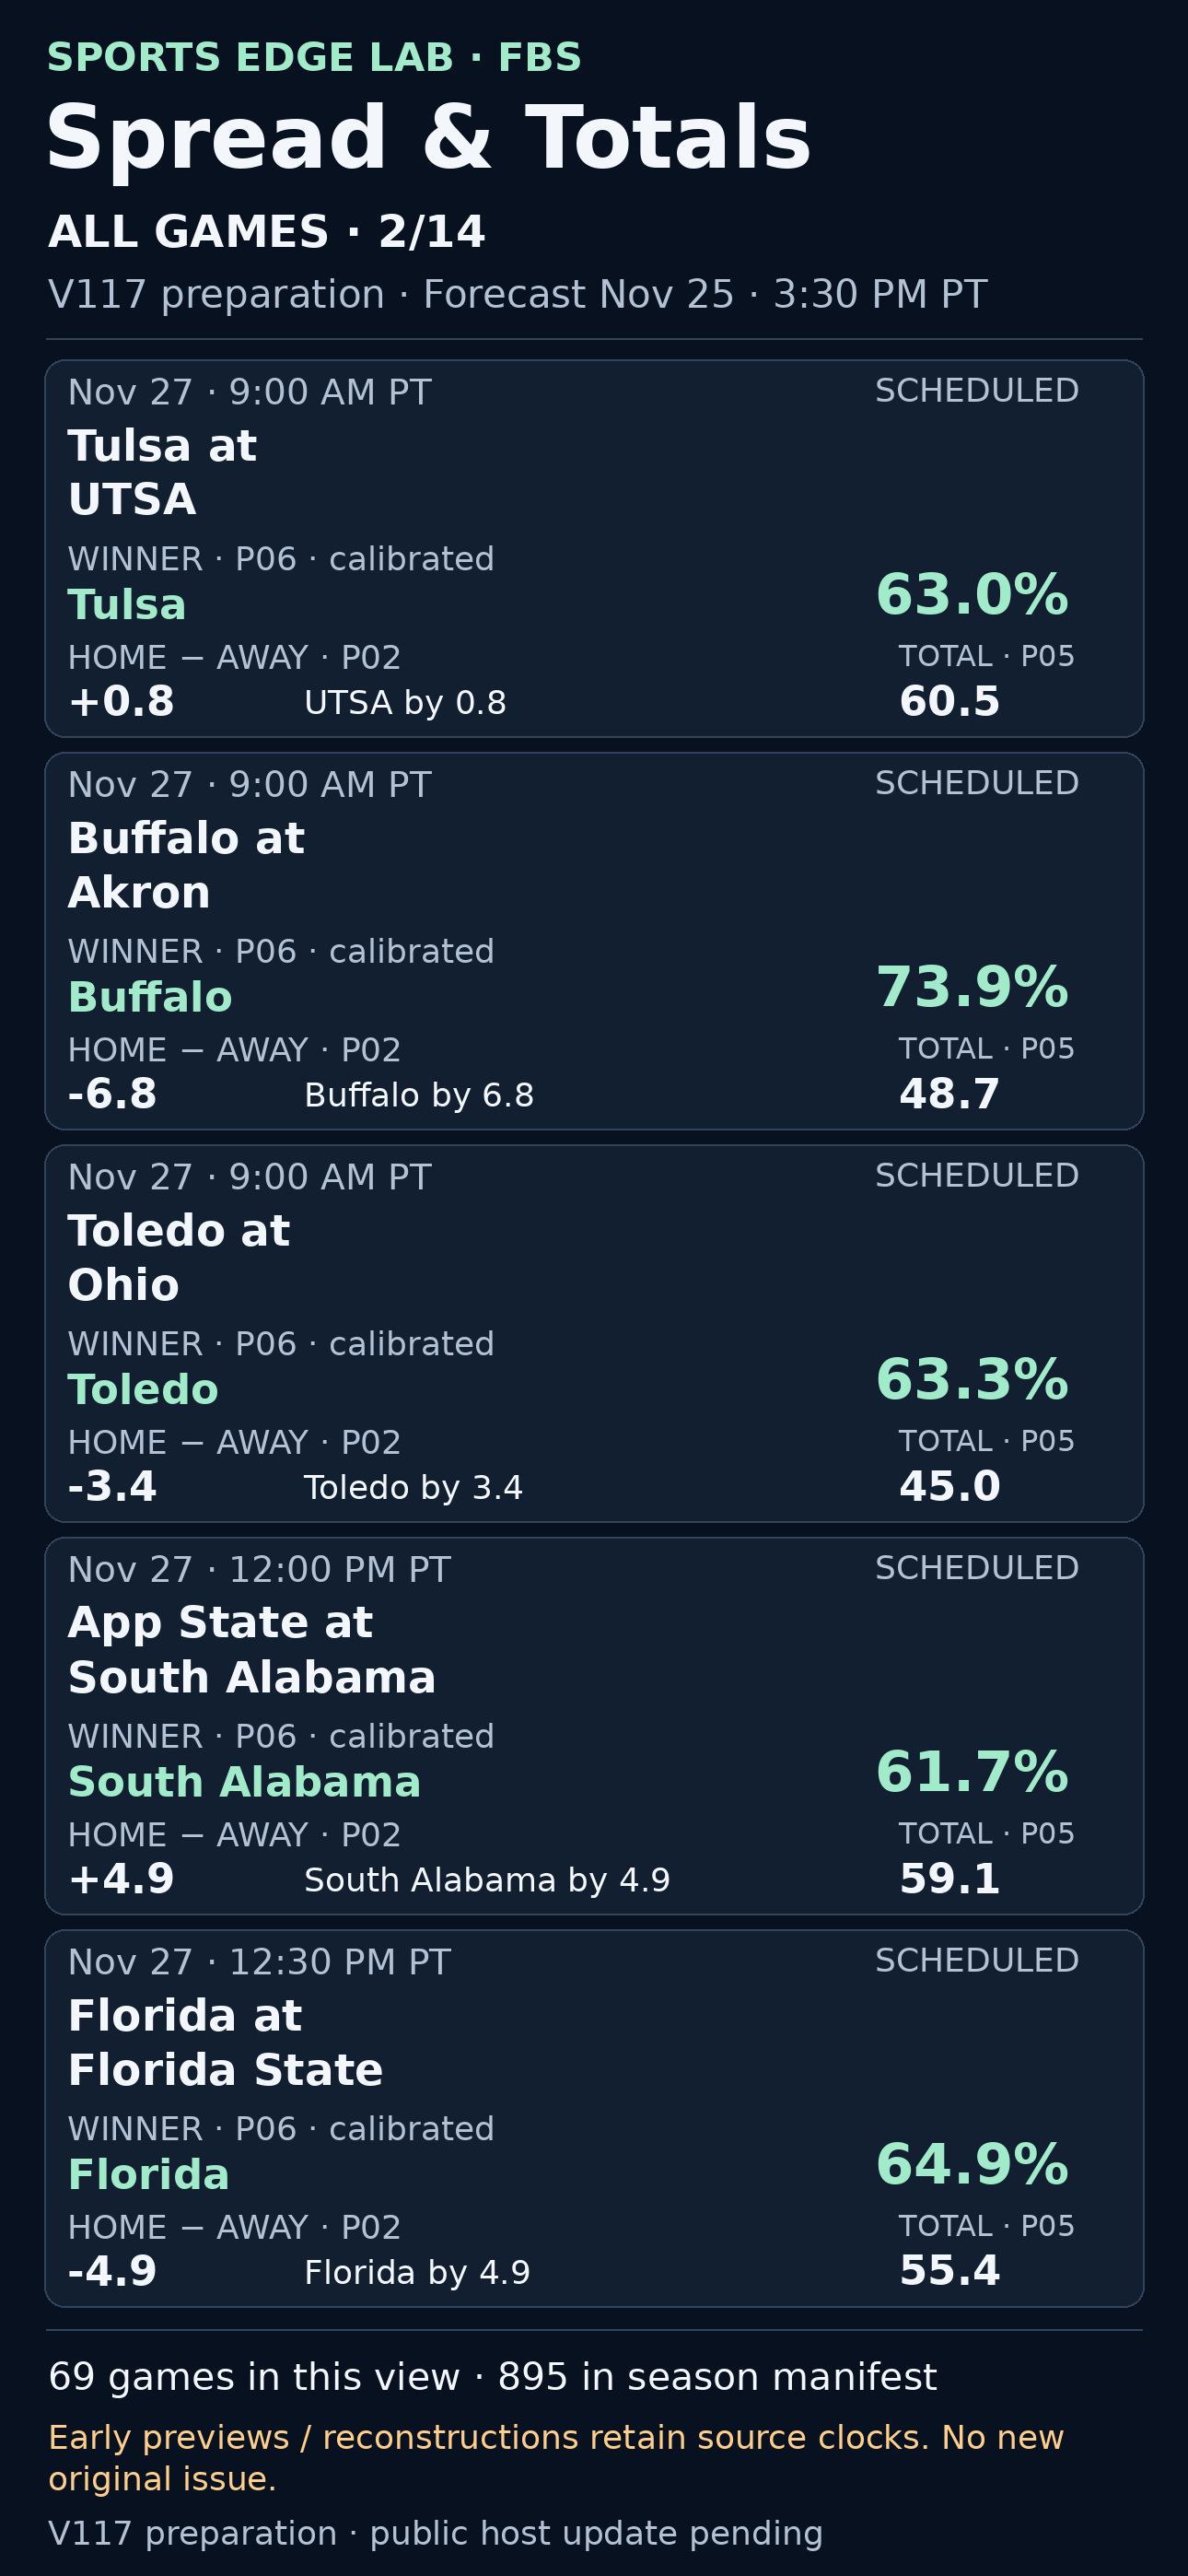 SPORTS EDGE LAB · FBS
Spread & Totals
ALL GAMES · 2/14
V117 preparation · Forecast Nov 25 · 3:30 PM PT
Nov 27 · 9:00 AM PT SCHEDULED
Tulsa at
UTSA
WINNER · P06 · calibrated
Tulsa 63.0%
HOME − AWAY · P02 TOTAL · P05
+0.8 UTSA by 0.8 60.5
Nov 27 · 9:00 AM PT SCHEDULED
Buffalo at
Akron
WINNER · P06 · calibrated
Buffalo 73.9%
HOME − AWAY · P02 TOTAL · P05
-6.8 Buffalo by 6.8 48.7
Nov 27 · 9:00 AM PT SCHEDULED
Toledo at
Ohio
WINNER · P06 · calibrated
Toledo 63.3%
HOME − AWAY · P02 TOTAL · P05
-3.4 Toledo by 3.4 45.0
Nov 27 · 12:00 PM PT SCHEDULED
App State at
South Alabama
WINNER · P06 · calibrated
South Alabama 61.7%
HOME − AWAY · P02 TOTAL · P05
+4.9 South Alabama by 4.9 59.1
Nov 27 · 12:30 PM PT SCHEDULED
Florida at
Florida State
WINNER · P06 · calibrated
Florida 64.9%
HOME − AWAY · P02 TOTAL · P05
-4.9 Florida by 4.9 55.4
69 games in this view · 895 in season manifest
Early previews / reconstructions retain source clocks. No new
original issue.
V117 preparation · public host update pending